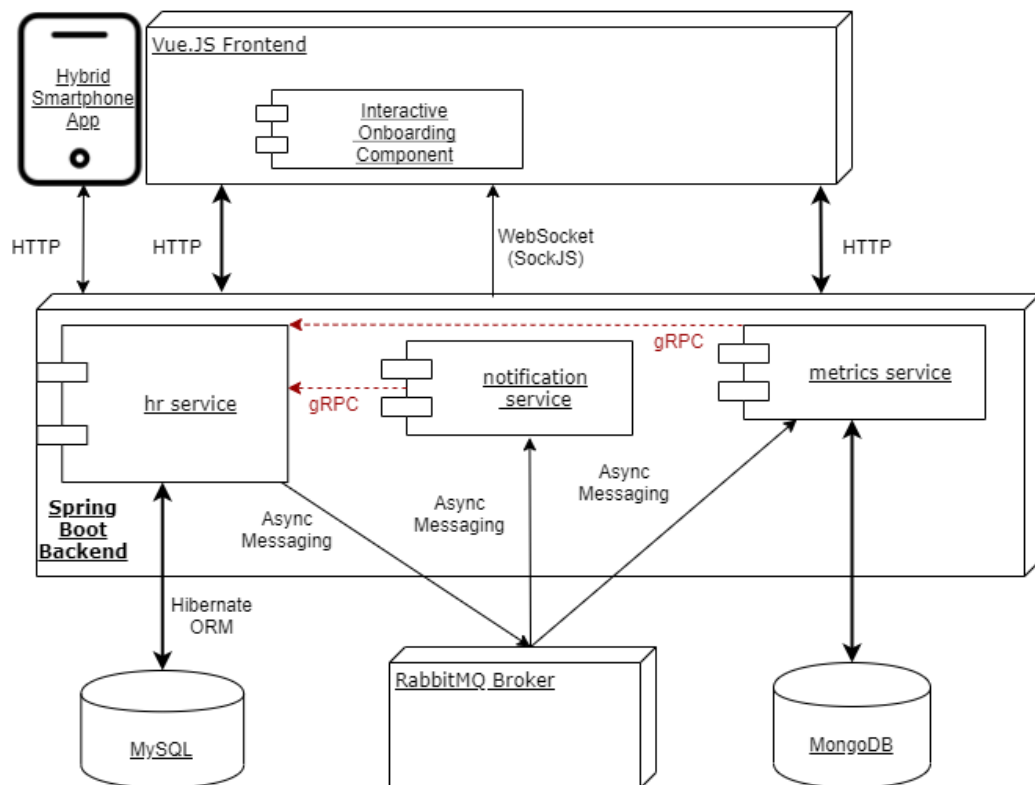 Vue.JS Frontend
Hybrid
Smartphone
App
Interactive
Onboarding
Component
HTTP
HTTP
WebSocket
(SockJS)
HTTP
gRPC
gRPC
hr service
notification
service
metrics service
Spring
Boot
Backend
Async
Messaging
Async
Messaging
Async
Messaging
Hibernate
ORM
MySQL
RabbitMQ Broker
MongoDB